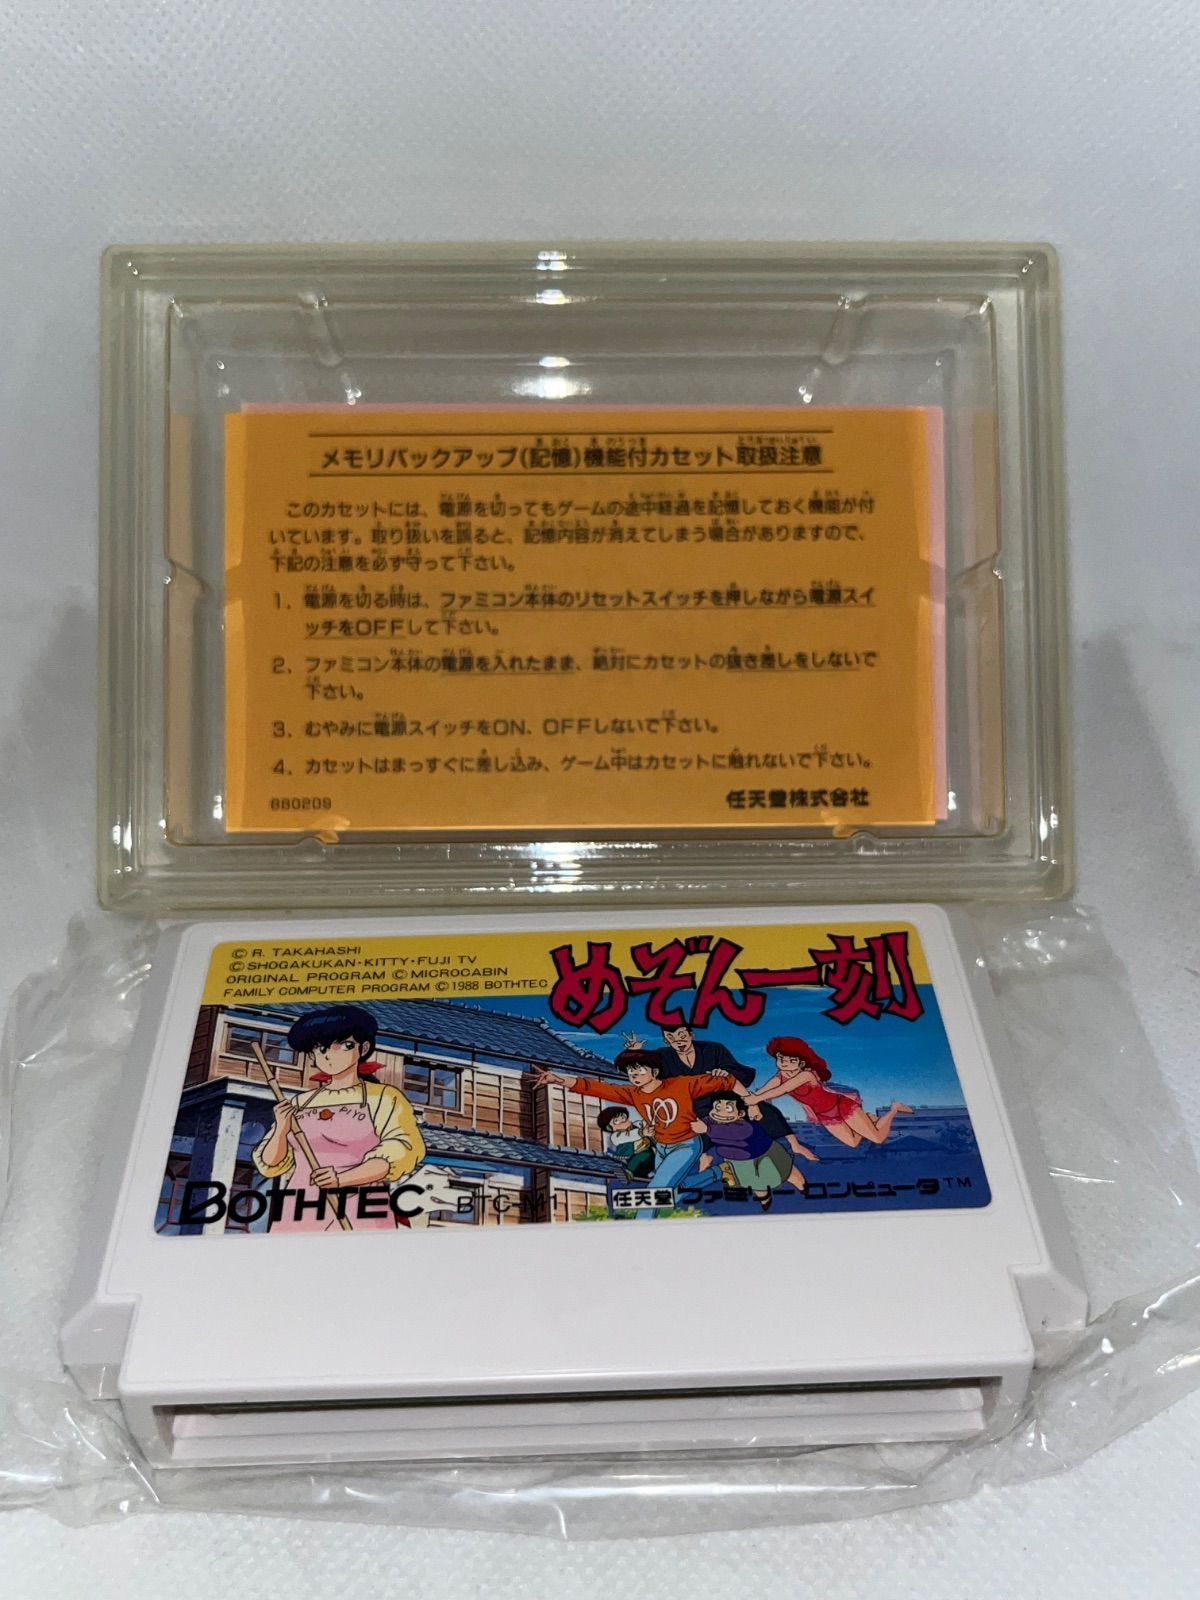 メモリバックアップ(記憶)機能付カセット取扱注意
このカセットには、電源を切ってもゲームの途中経過を記憶しておく機能が付
いています。取り扱いを誤ると、記憶内容が消えてしまう場合がありますので、
下記の注意を必ず守って下さい。
1. 電源を切る時は、ファミコン本体のリセットスイッチを押しながら電源スイ
ッチをOFFして下さい。
2. ファミコン本体の電源を入れたまま、絶対にカセットの抜き差しをしないで
下さい。
3. むやみに電源スイッチをON、OFFしないで下さい。
4. カセットはまっすぐに差し込み、ゲーム中はカセットに触れないで下さい。
880209
任天堂株式会社
© R. TAKAHASHI
© SHOGAKUKAN・KITTY・FUJI TV
ORIGINAL PROGRAM © MICROCABIN
FAMILY COMPUTER PROGRAM © 1988 BOTHTEC
めぞん一刻
PIYO PIYO
ゆ
BOTHTEC® BTC-M1 任天堂 ファミリーコンピュータ™